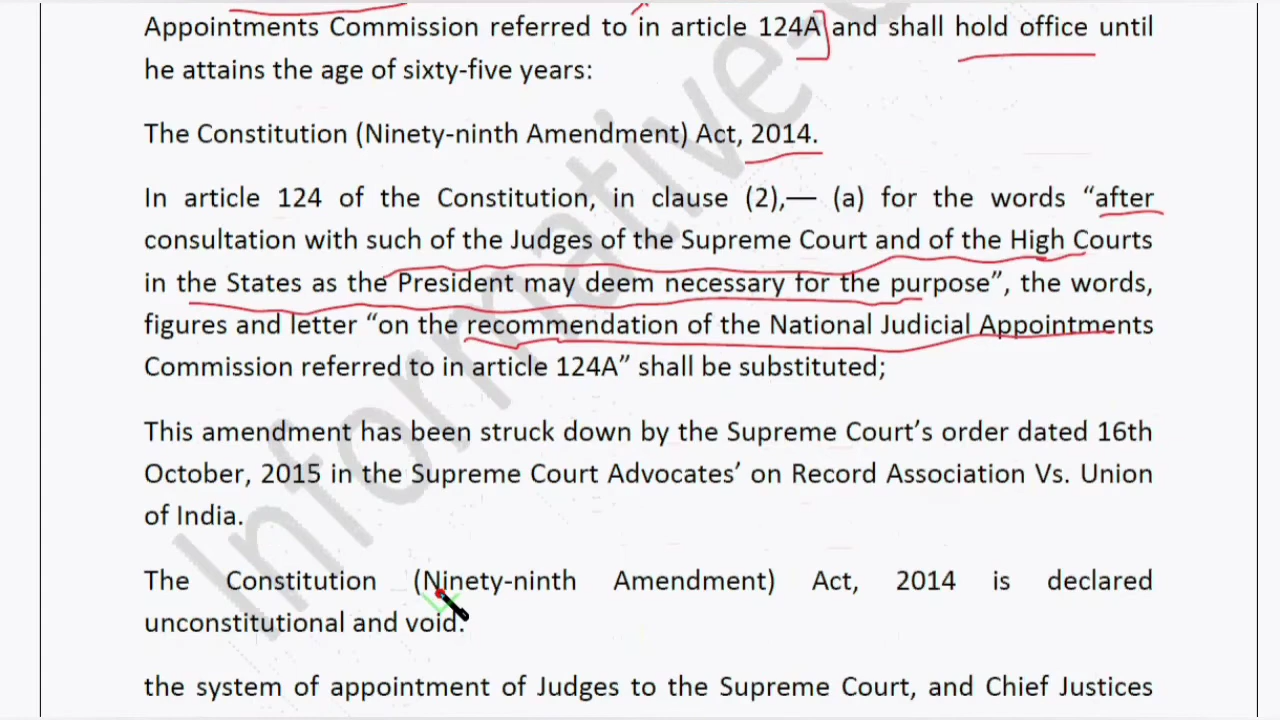 Appointments Commission referred to in article 124A and shall hold office until
he attains the age of sixty-five years:
The Constitution (Ninety-ninth Amendment) Act, 2014.
In article 124 of the Constitution, in clause (2),— (a) for the words “after
consultation with such of the Judges of the Supreme Court and of the High Courts
in the States as the President may deem necessary for the purpose”, the words,
figures and letter “on the recommendation of the National Judicial Appointments
Commission referred to in article 124A” shall be substituted;
This amendment has been struck down by the Supreme Court’s order dated 16th
October, 2015 in the Supreme Court Advocates’ on Record Association Vs. Union
of India.
The Constitution (Ninety-ninth Amendment) Act, 2014 is declared
unconstitutional and void.
the system of appointment of Judges to the Supreme Court, and Chief Justices
Informative-